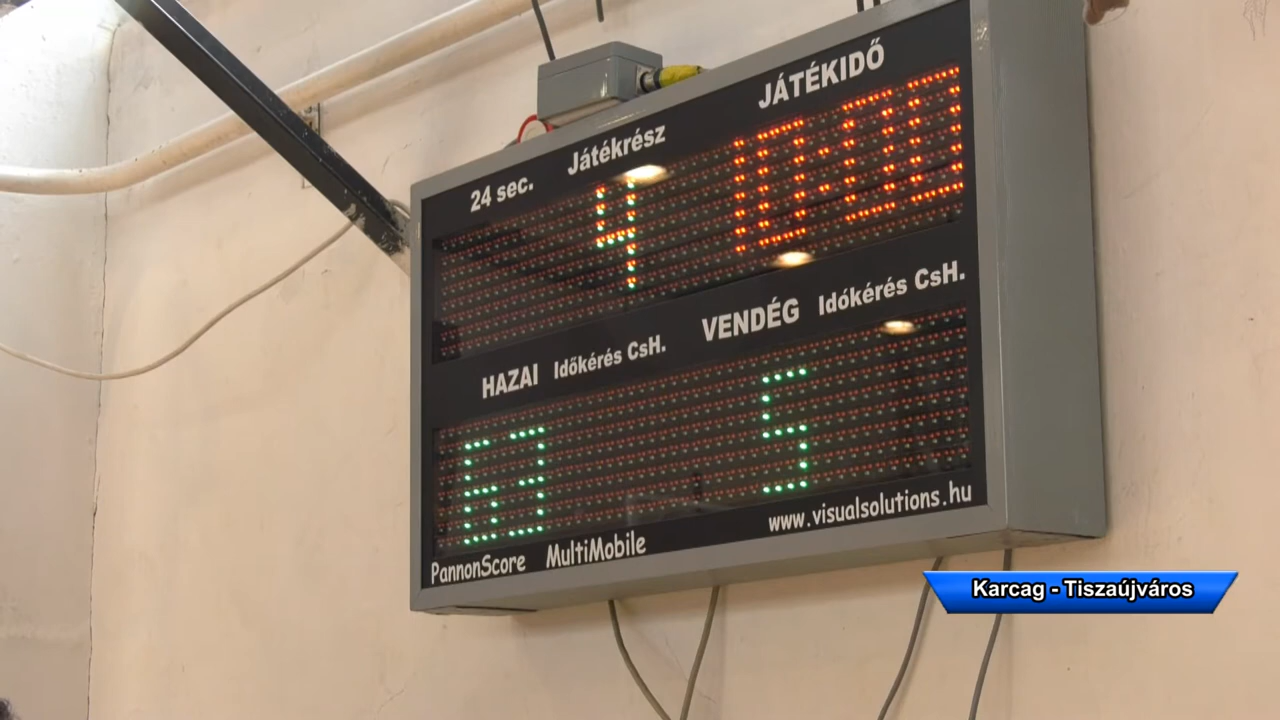 24 sec. Játékrész JÁTÉKIDŐ
4 10:00
HAZAI Időkérés CsH. VENDÉG Időkérés CsH.
5
PannonScore MultiMobile www.visualsolutions.hu
Karcag - Tiszaújváros